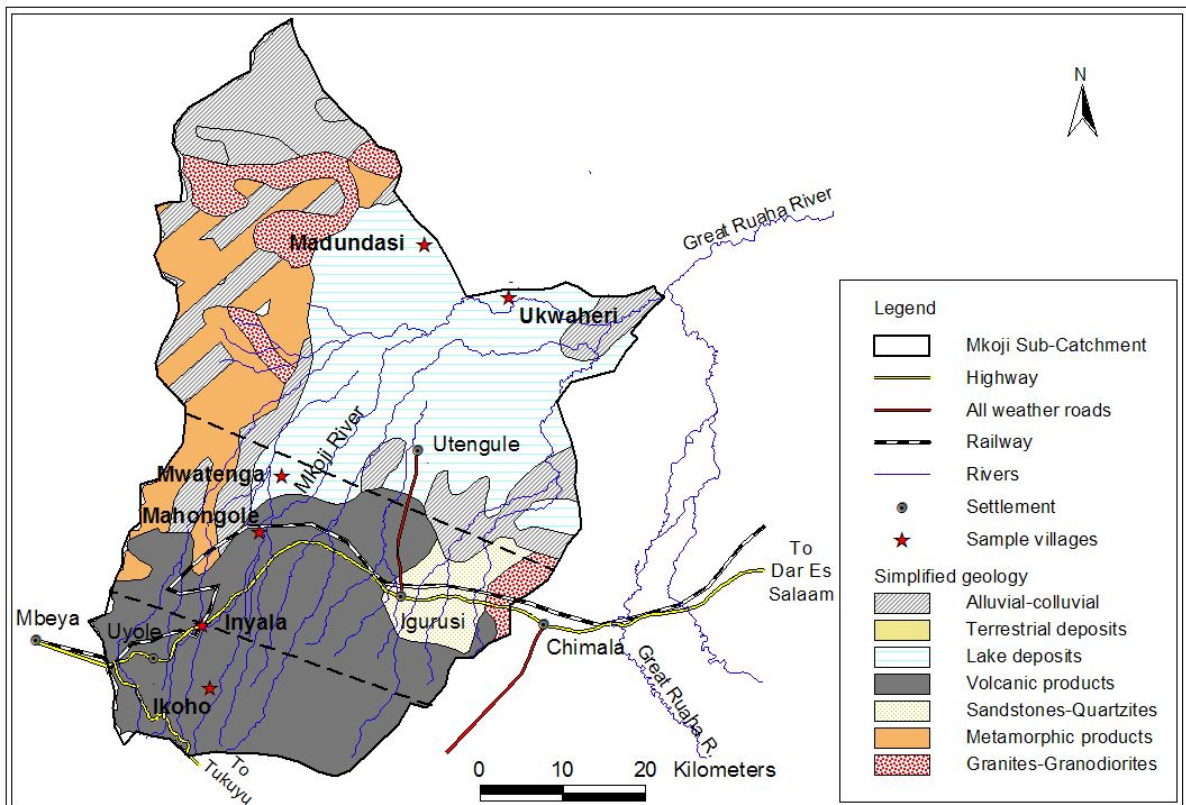 N
Great Ruaha River
Madundasi
Ukwaheri
Mkoji River
Utengule
Mwatenga
Mahongole
To
Dar Es
Salaam
Mbeya
Uyole
Inyala
Igurusi
Chimala
Ikoho
Great Ruaha R
To
Tukuyu
0 10 20 Kilometers
Legend
Mkoji Sub-Catchment
Highway
All weather roads
Railway
Rivers
Settlement
Sample villages
Simplified geology
Alluvial-colluvial
Terrestrial deposits
Lake deposits
Volcanic products
Sandstones-Quartzites
Metamorphic products
Granites-Granodiorites